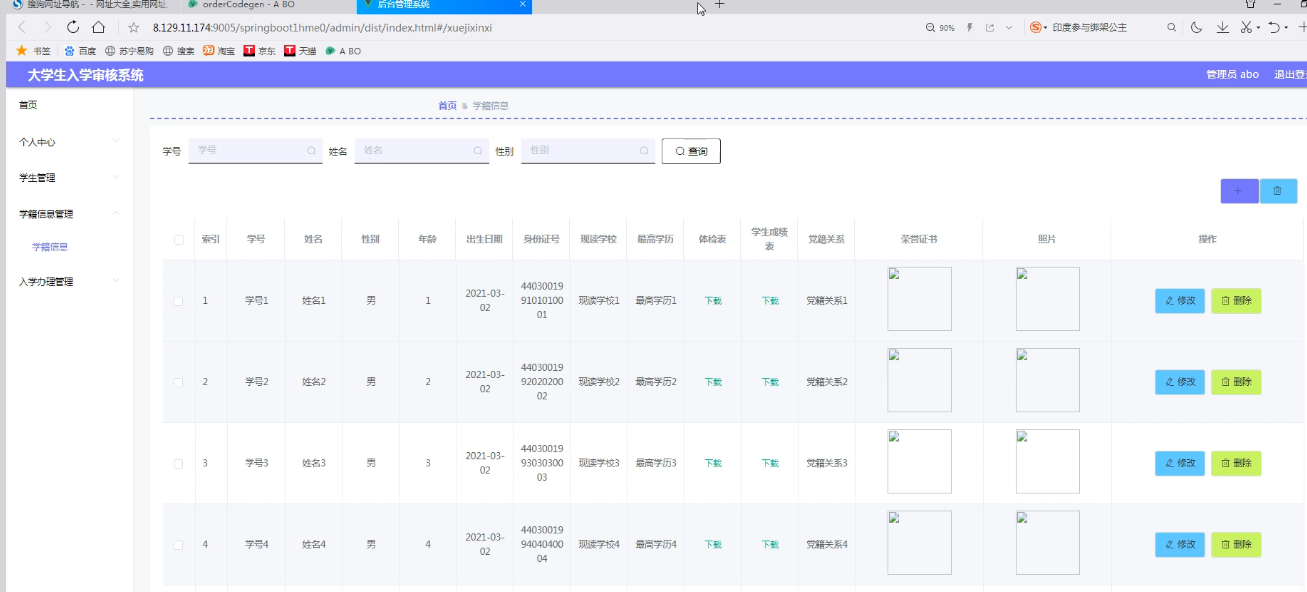 搜狗网址导航 - - 网址大全,实用网址
orderCodegen - A BO
后台管理系统
8.129.11.174:9005/springboot1hme0/admin/dist/index.html#/xuejixinxi
90%
印度参与绑架公主
书签 百度 苏宁易购 搜索 淘宝 京东 天猫 A BO
大学生入学审核系统
管理员 abo 退出登
首页
首页 学籍信息
个人中心
学生管理
学籍信息管理
学籍信息
入学办理管理
学号 学号 姓名 姓名 性别 性别 查询
索引 学号 姓名 性别 年龄 出生日期 身份证号 现读学校 最高学历 体检表 学生成绩表 党籍关系 荣誉证书 照片 操作
1 学号1 姓名1 男 1 2021-03-02 440300199101010001 现读学校1 最高学历1 下载 下载 党籍关系1 修改 删除
2 学号2 姓名2 男 2 2021-03-02 440300199202020002 现读学校2 最高学历2 下载 下载 党籍关系2 修改 删除
3 学号3 姓名3 男 3 2021-03-02 440300199303030003 现读学校3 最高学历3 下载 下载 党籍关系3 修改 删除
4 学号4 姓名4 男 4 2021-03-02 440300199404040004 现读学校4 最高学历4 下载 下载 党籍关系4 修改 删除